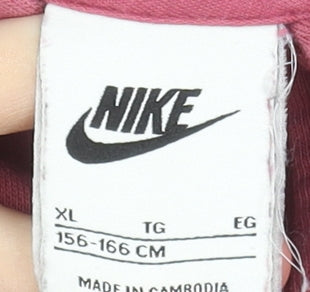 NIKE
XL TG EG
156-166 CM
MADE IN CAMBODIA